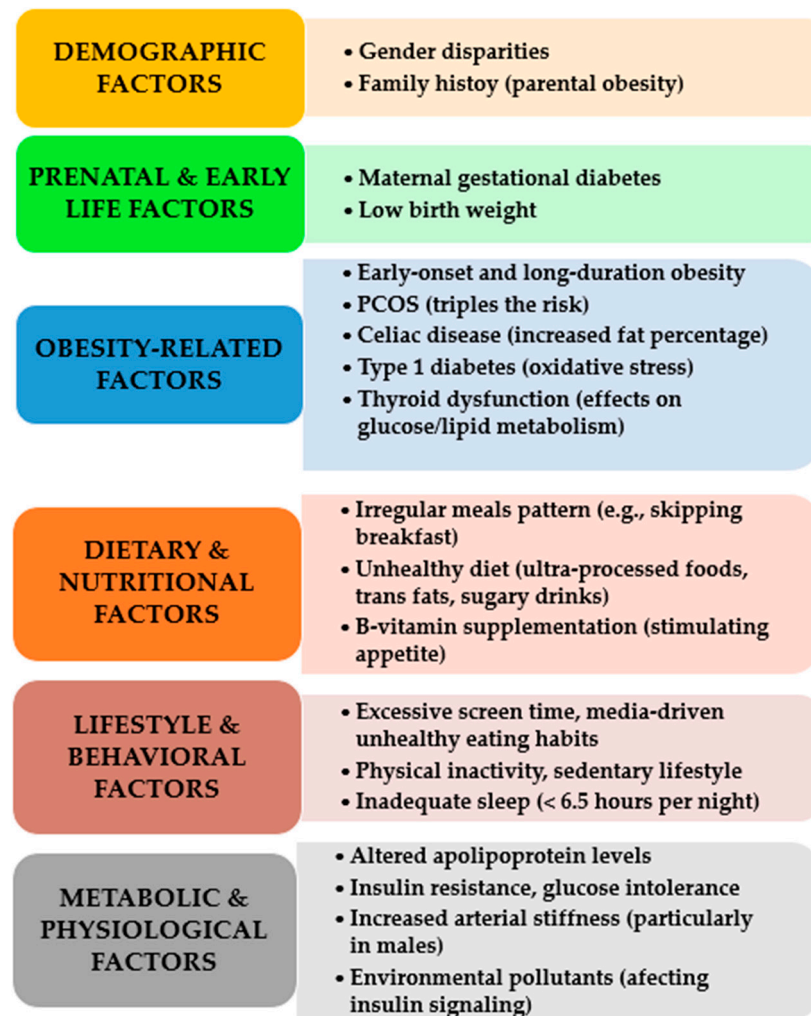 DEMOGRAPHIC
FACTORS
• Gender disparities
• Family histoy (parental obesity)
PRENATAL & EARLY
LIFE FACTORS
• Maternal gestational diabetes
• Low birth weight
OBESITY-RELATED
FACTORS
• Early-onset and long-duration obesity
• PCOS (triples the risk)
• Celiac disease (increased fat percentage)
• Type 1 diabetes (oxidative stress)
• Thyroid dysfunction (effects on
glucose/lipid metabolism)
DIETARY &
NUTRITIONAL
FACTORS
• Irregular meals pattern (e.g., skipping
breakfast)
• Unhealthy diet (ultra-processed foods,
trans fats, sugary drinks)
• B-vitamin supplementation (stimulating
appetite)
LIFESTYLE &
BEHAVIORAL
FACTORS
• Excessive screen time, media-driven
unhealthy eating habits
• Physical inactivity, sedentary lifestyle
• Inadequate sleep (< 6.5 hours per night)
METABOLIC &
PHYSIOLOGICAL
FACTORS
• Altered apolipoprotein levels
• Insulin resistance, glucose intolerance
• Increased arterial stiffness (particularly
in males)
• Environmental pollutants (afecting
insulin signaling)